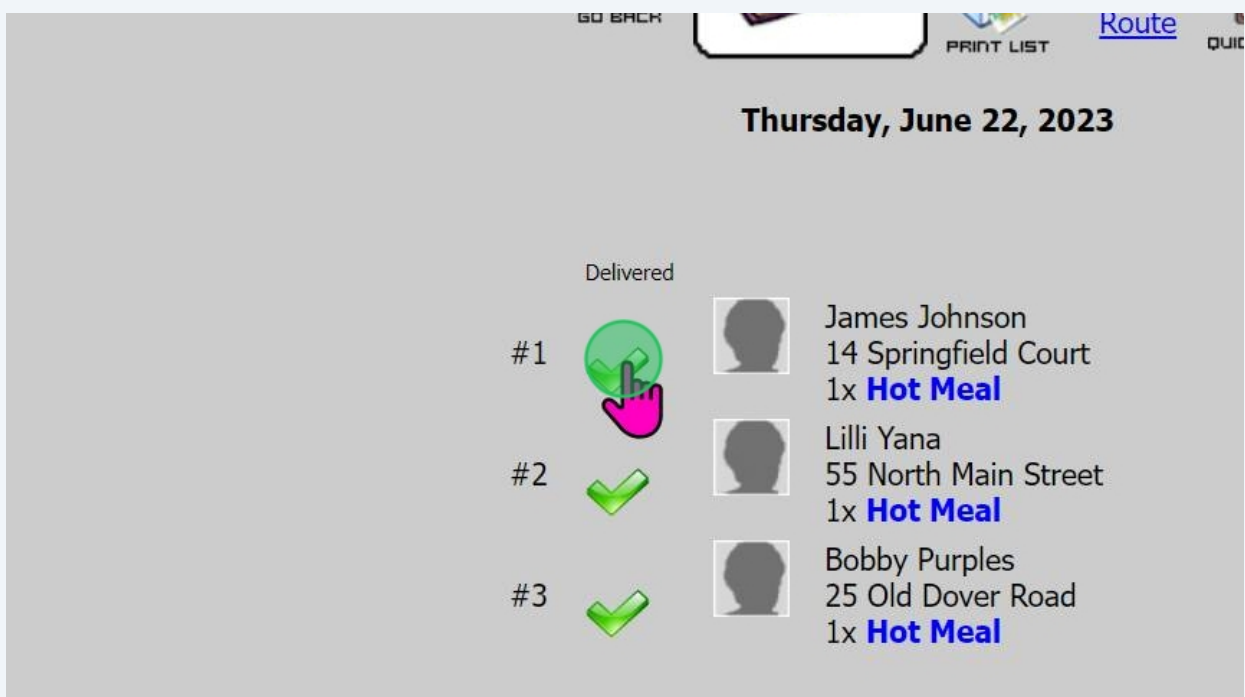 GO BACK
PRINT LIST
Route
Thursday, June 22, 2023
Delivered
#1
James Johnson
14 Springfield Court
1x Hot Meal
#2
Lilli Yana
55 North Main Street
1x Hot Meal
#3
Bobby Purples
25 Old Dover Road
1x Hot Meal